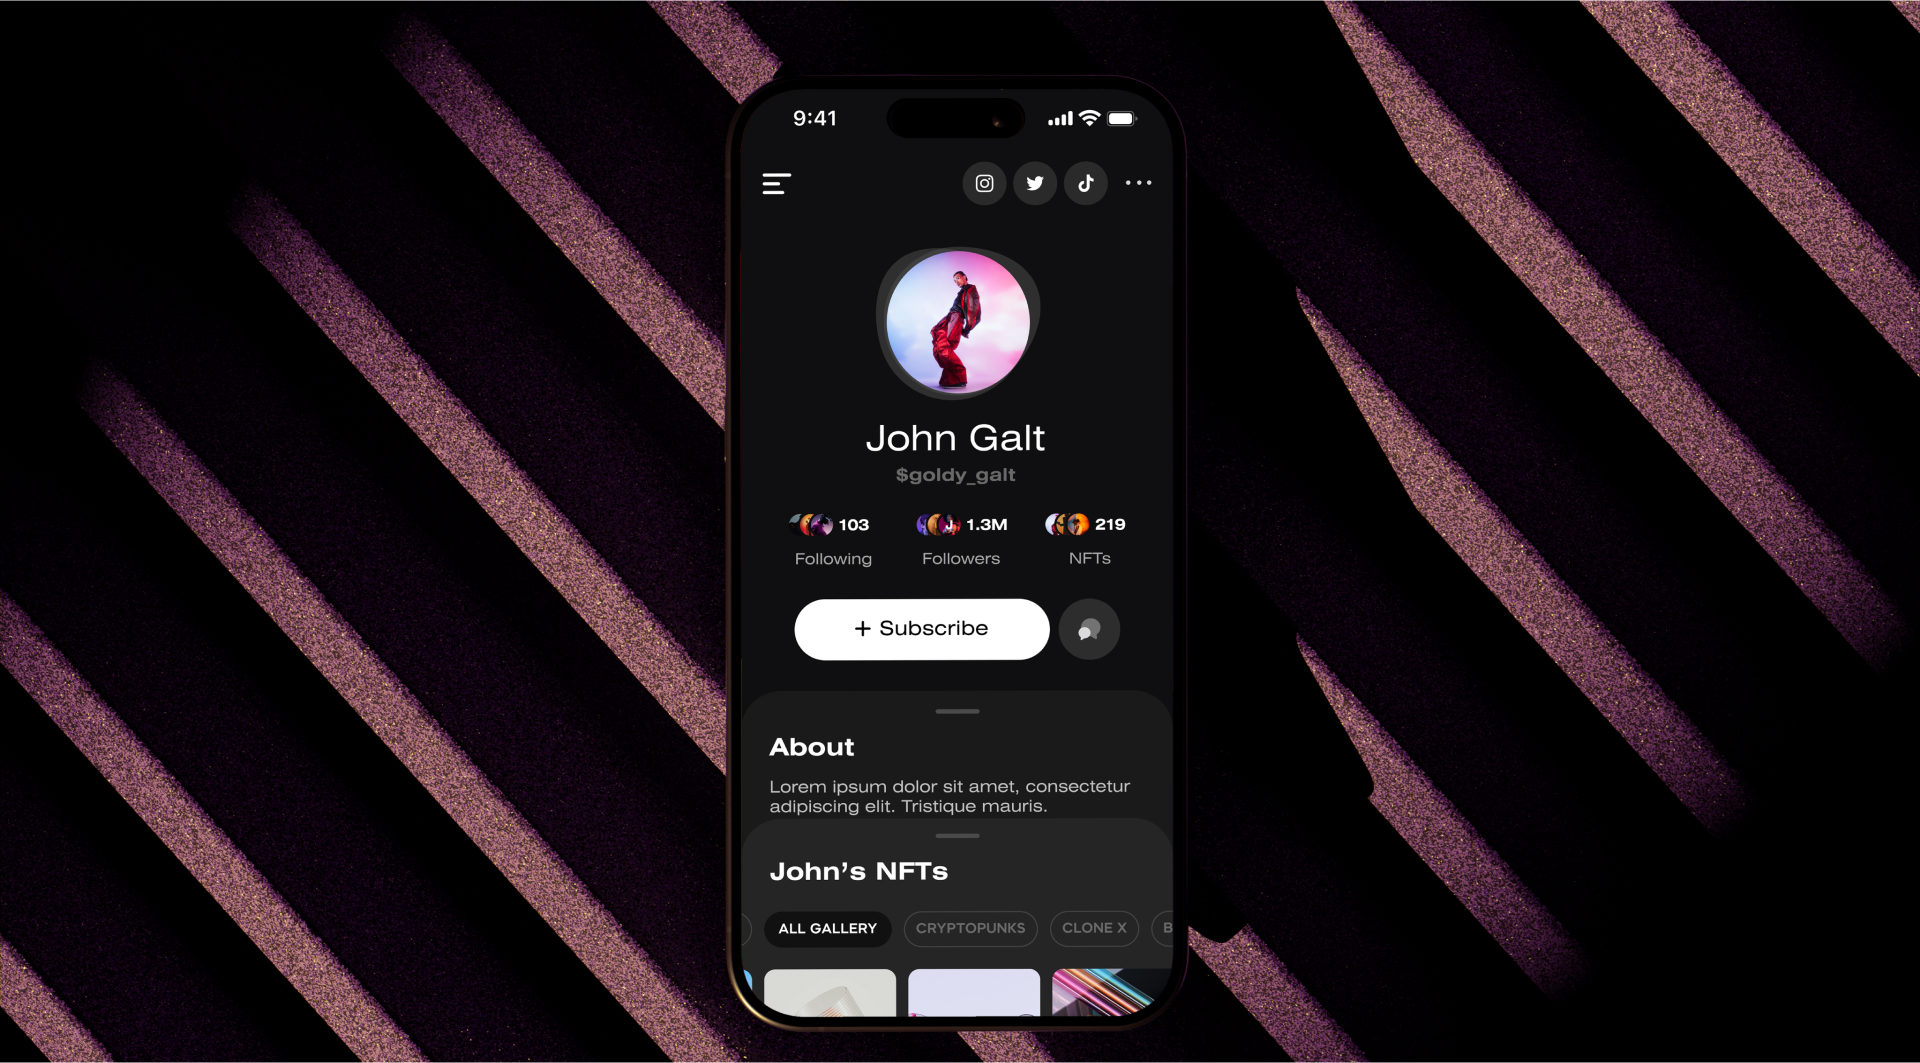 9:41
John Galt
$goldy_galt
103 1.3M 219
Following Followers NFTs
+ Subscribe
About
Lorem ipsum dolor sit amet, consectetur
adipiscing elit. Tristique mauris.
John’s NFTs
ALL GALLERY CRYPTOPUNKS CLONE X B